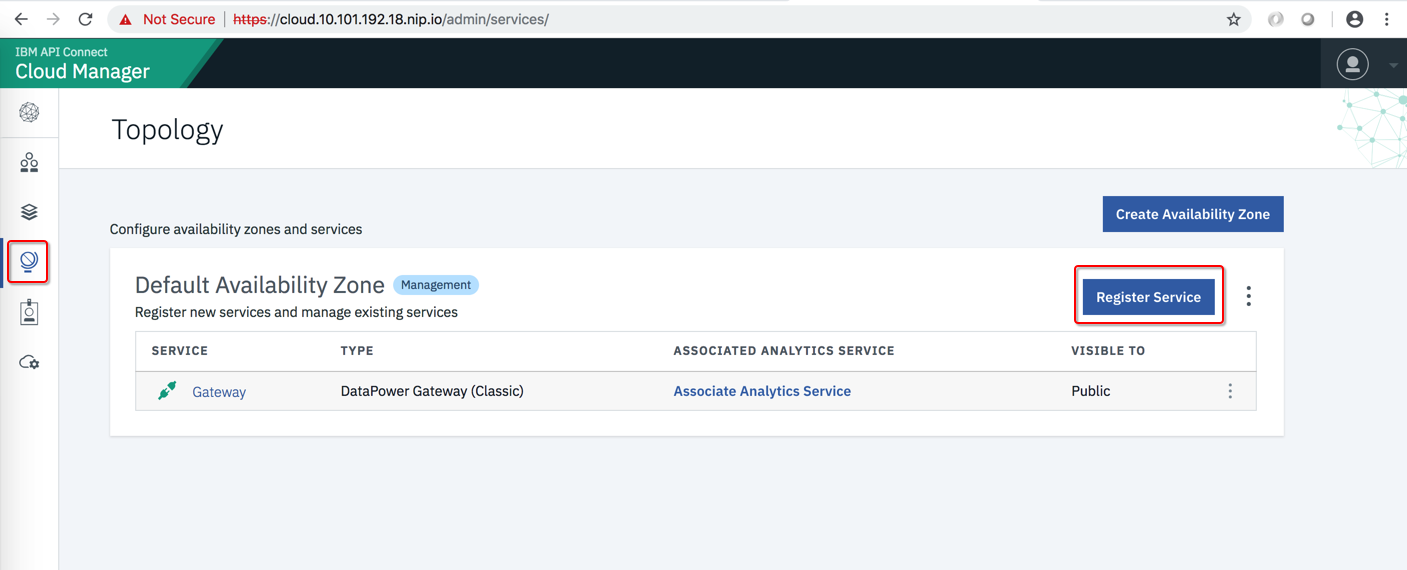 Not Secure | https://cloud.10.101.192.18.nip.io/admin/services/
IBM API Connect
Cloud Manager
Topology
Create Availability Zone
Configure availability zones and services
Default Availability Zone Management
Register Service
Register new services and manage existing services
SERVICE TYPE ASSOCIATED ANALYTICS SERVICE VISIBLE TO
Gateway DataPower Gateway (Classic) Associate Analytics Service Public